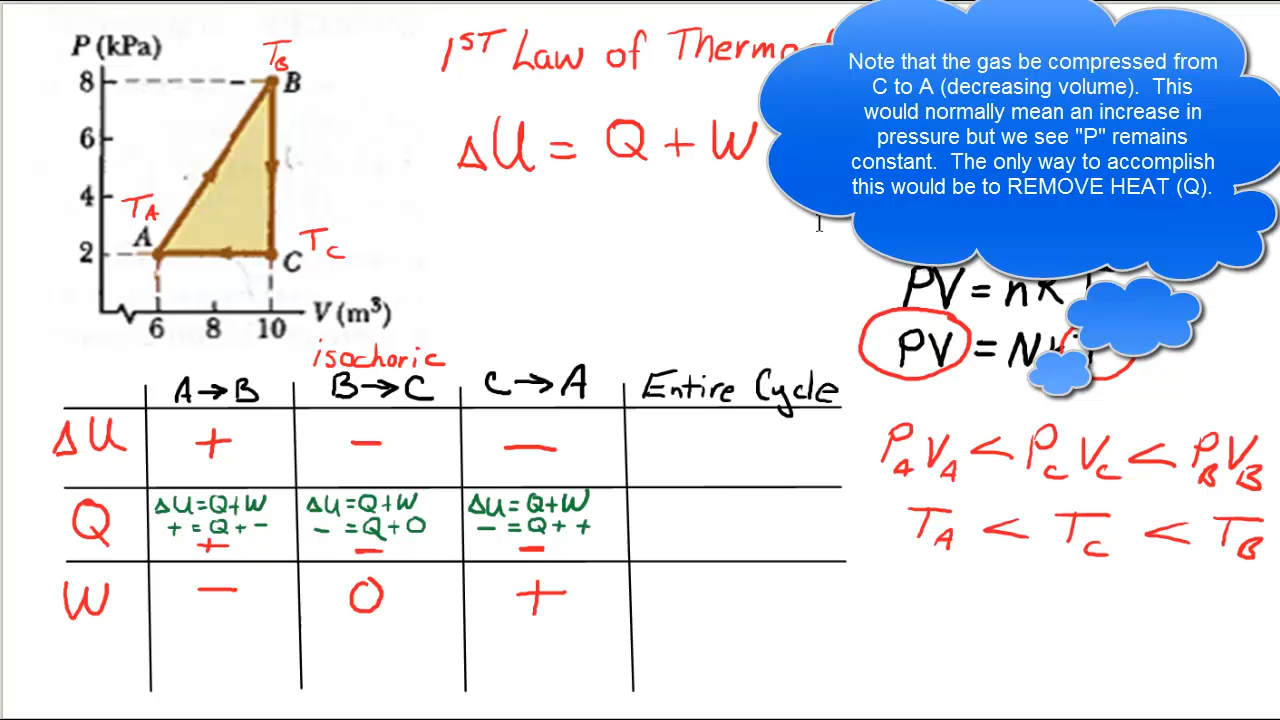 P (kPa)
T_B
8
B
6
4
T_A
A
2
C
T_C
6 8 10 V (m³)
1ST Law of Thermo
ΔU = Q + W
Note that the gas be compressed from
C to A (decreasing volume). This
would normally mean an increase in
pressure but we see "P" remains
constant. The only way to accomplish
this would be to REMOVE HEAT (Q).
PV = n
PV = N
P_A V_A < P_C V_C < P_B V_B
T_A < T_C < T_B
isochoric
A → B B → C C → A Entire Cycle
ΔU + − −
Q
ΔU = Q + W ΔU = Q + W ΔU = Q + W
+ = Q + − − = Q + 0 − = Q + +
+ − −
W − 0 +